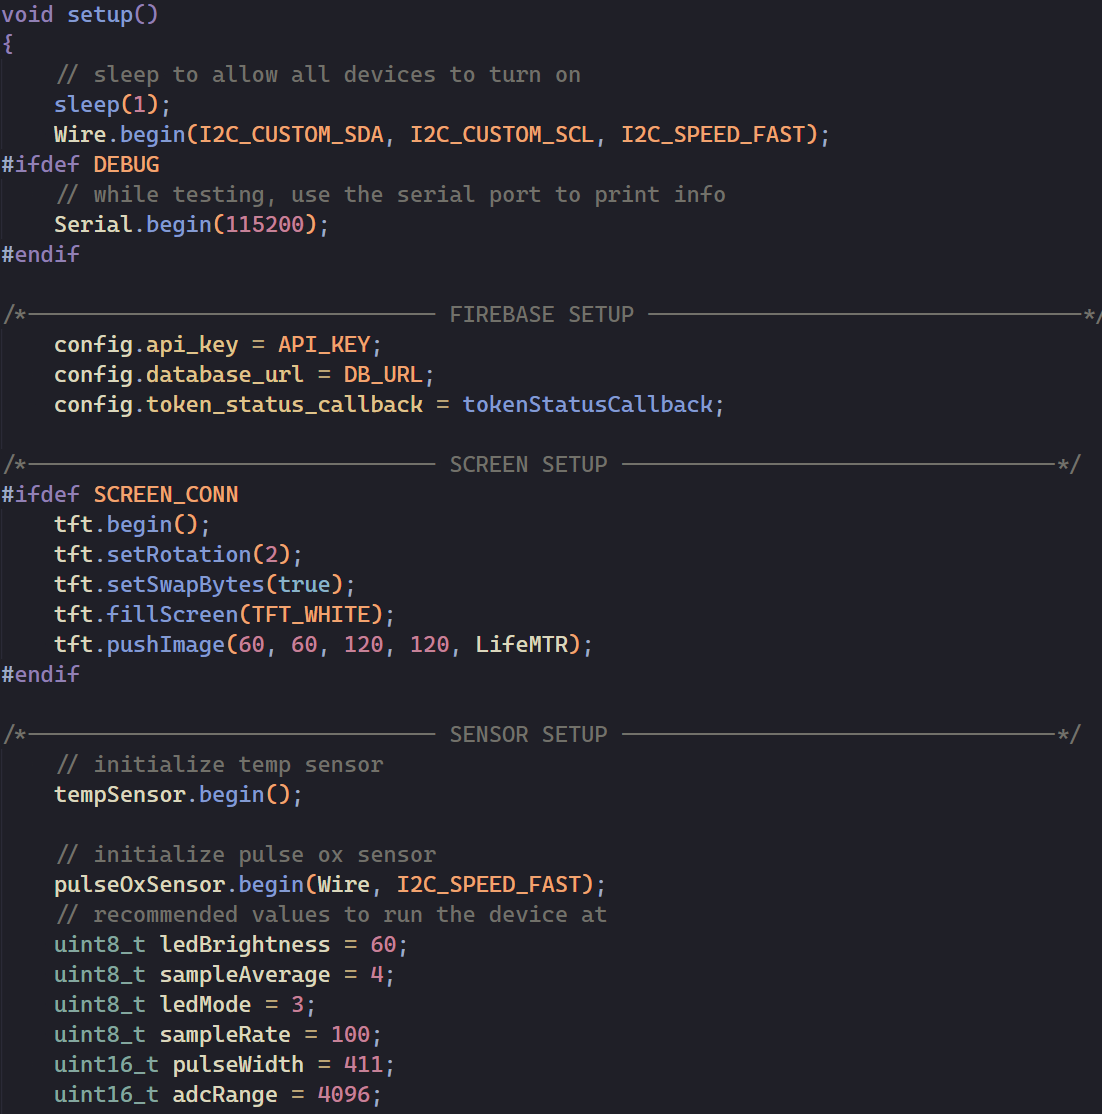 void setup()
{
    // sleep to allow all devices to turn on
    sleep(1);
    Wire.begin(I2C_CUSTOM_SDA, I2C_CUSTOM_SCL, I2C_SPEED_FAST);
#ifdef DEBUG
    // while testing, use the serial port to print info
    Serial.begin(115200);
#endif

/*——————————————— FIREBASE SETUP ————————————————*/
    config.api_key = API_KEY;
    config.database_url = DB_URL;
    config.token_status_callback = tokenStatusCallback;

/*——————————————— SCREEN SETUP ————————————————*/
#ifdef SCREEN_CONN
    tft.begin();
    tft.setRotation(2);
    tft.setSwapBytes(true);
    tft.fillScreen(TFT_WHITE);
    tft.pushImage(60, 60, 120, 120, LifeMTR);
#endif

/*——————————————— SENSOR SETUP ————————————————*/
    // initialize temp sensor
    tempSensor.begin();

    // initialize pulse ox sensor
    pulseOxSensor.begin(Wire, I2C_SPEED_FAST);
    // recommended values to run the device at
    uint8_t ledBrightness = 60;
    uint8_t sampleAverage = 4;
    uint8_t ledMode = 3;
    uint8_t sampleRate = 100;
    uint16_t pulseWidth = 411;
    uint16_t adcRange = 4096;